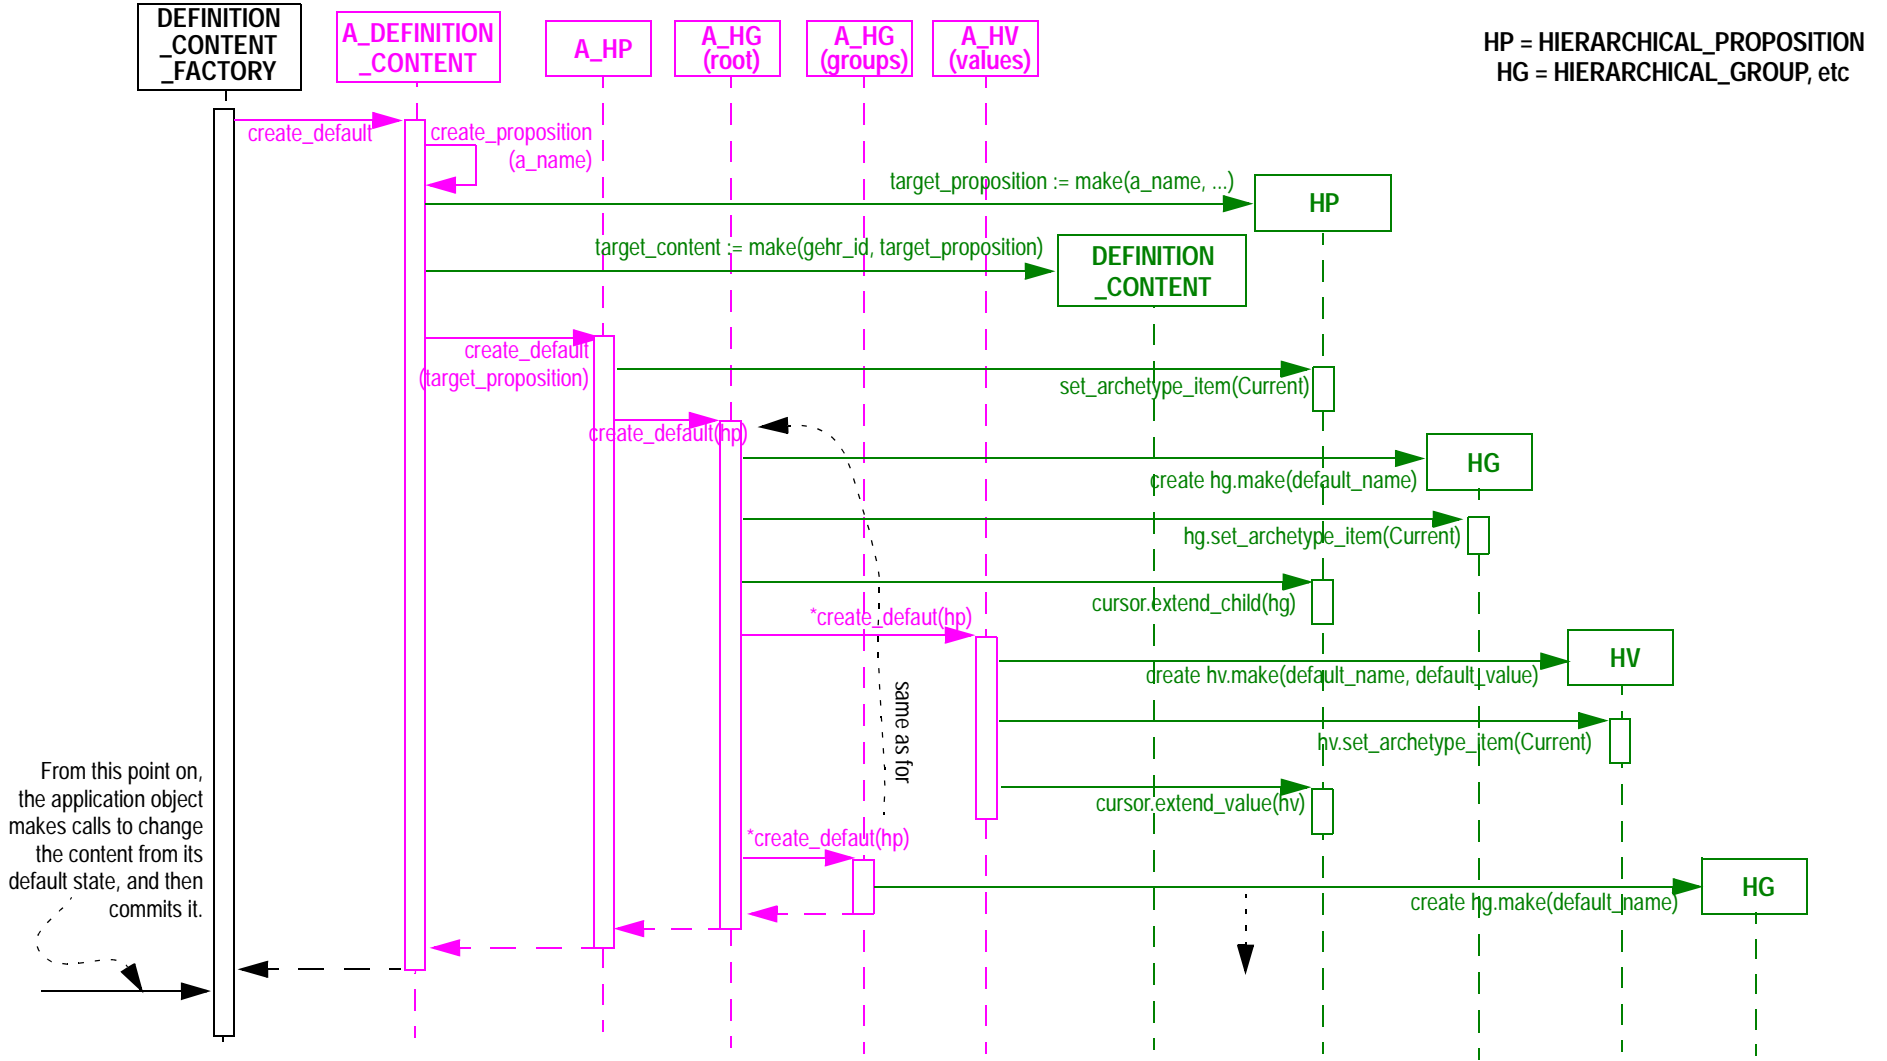 DEFINITION
_CONTENT
_FACTORY
A_DEFINITION
_CONTENT
A_HP
A_HG
(root)
A_HG
(groups)
A_HV
(values)
HP = HIERARCHICAL_PROPOSITION
HG = HIERARCHICAL_GROUP, etc
create_default
create_proposition
(a_name)
target_proposition := make(a_name, ...)
HP
target_content := make(gehr_id, target_proposition)
DEFINITION
_CONTENT
create_default
(target_proposition)
set_archetype_item(Current)
create_default(hp)
HG
create hg.make(default_name)
hg.set_archetype_item(Current)
cursor.extend_child(hg)
*create_defaut(hp)
HV
create hv.make(default_name, default_value)
same as for
hv.set_archetype_item(Current)
cursor.extend_value(hv)
*create_defaut(hp)
HG
create hg.make(default_name)
From this point on,
the application object
makes calls to change
the content from its
default state, and then
commits it.